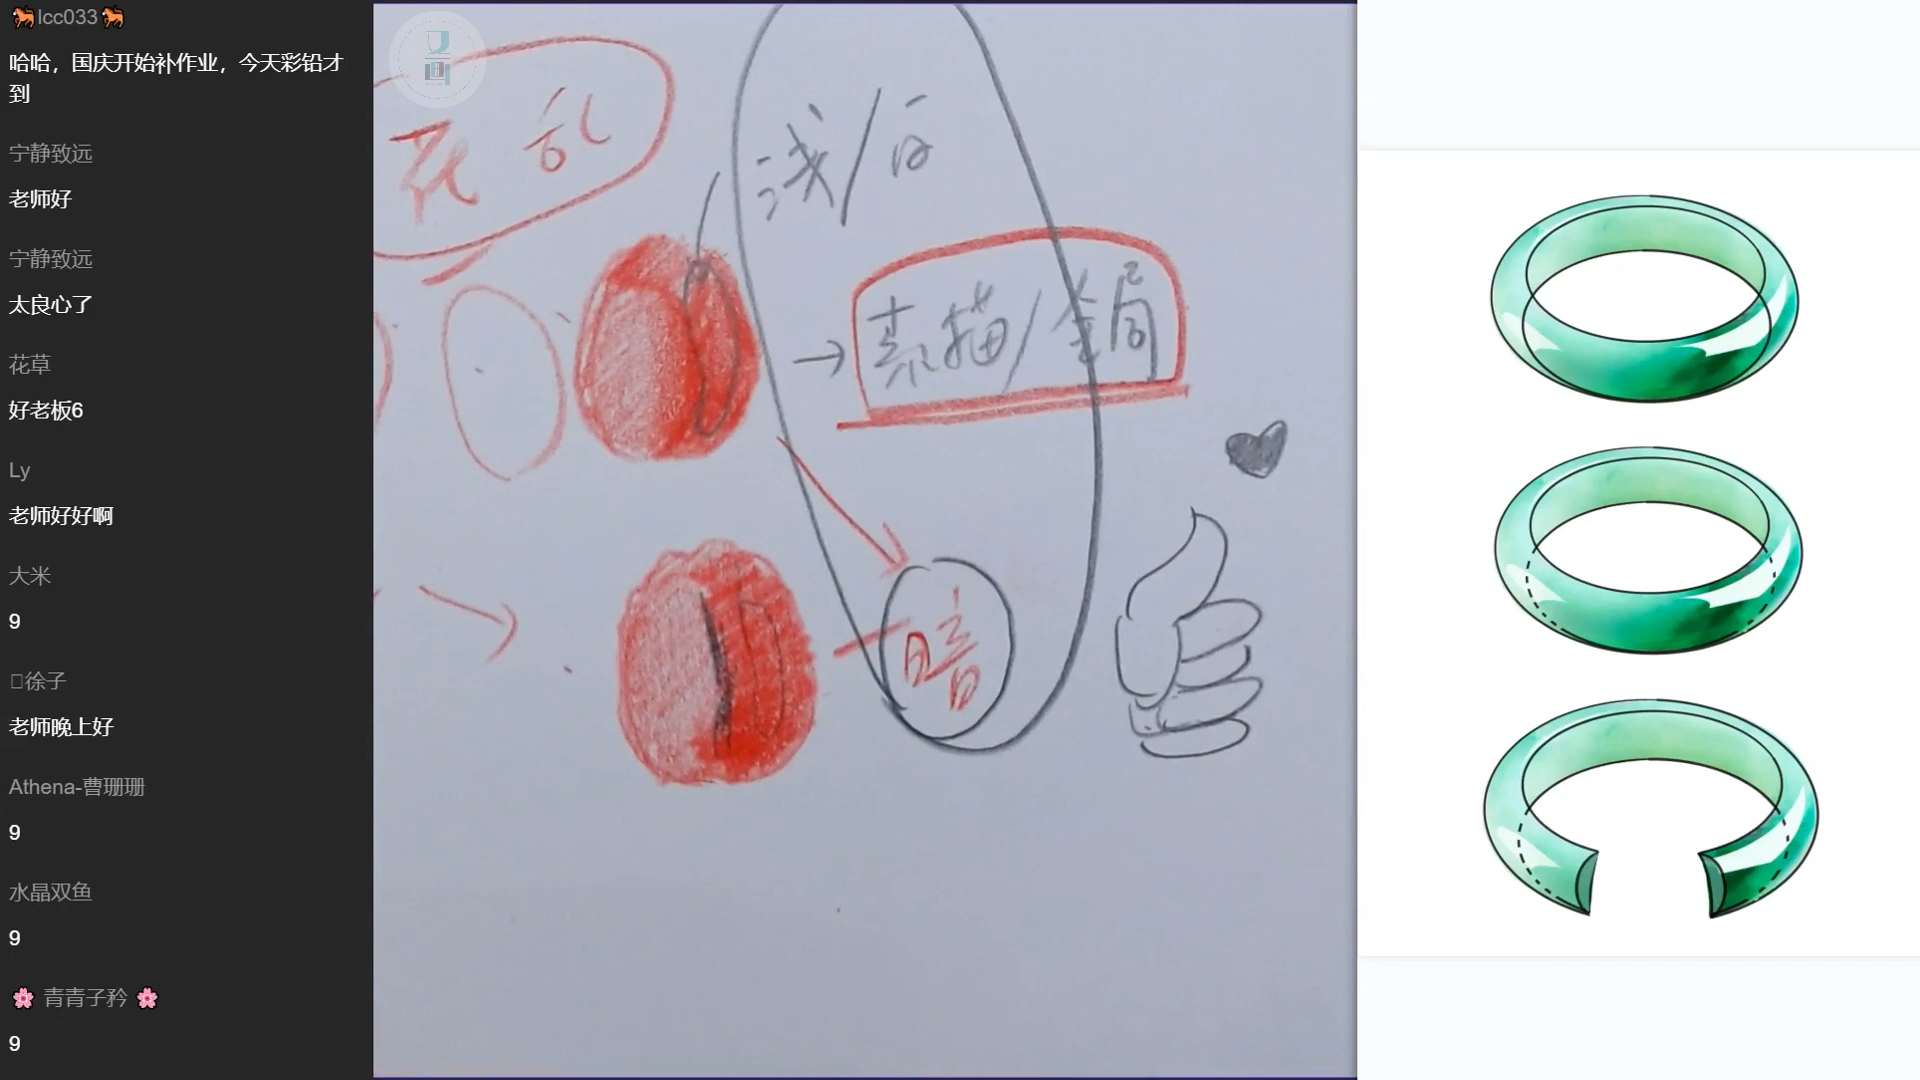 lcc033
哈哈，国庆开始补作业，今天彩铅才
到
宁静致远
老师好
宁静致远
太良心了
花草
好老板6
Ly
老师好好啊
大米
9
徐子
老师晚上好
Athena-曹珊珊
9
水晶双鱼
9
青青子衿
9
花 乱
浅/白
→素描/全局
暗